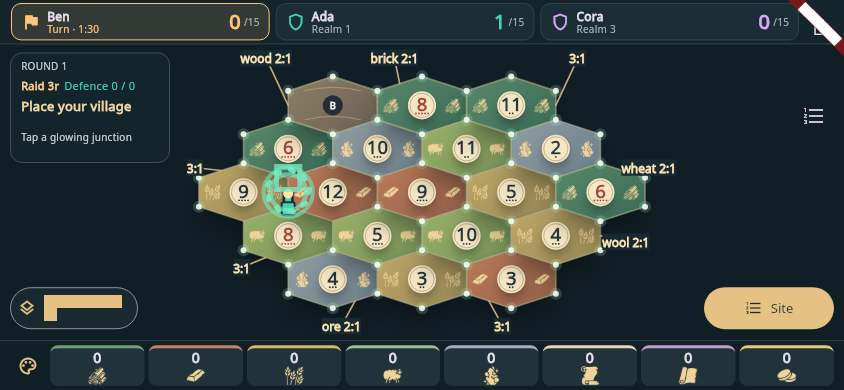 Ben
Turn · 1:30
0 /15
Ada
Realm 1
1 /15
Cora
Realm 3
0 /15
ROUND 1
Raid 3r Defence 0 / 0
Place your village
Tap a glowing junction
wood 2:1
brick 2:1
3:1
B
8
11
6
10
11
2
3:1
wheat 2:1
9
12
9
5
6
8
5
10
4
wool 2:1
3:1
4
3
3
ore 2:1
3:1
Site
0
0
0
0
0
0
0
0